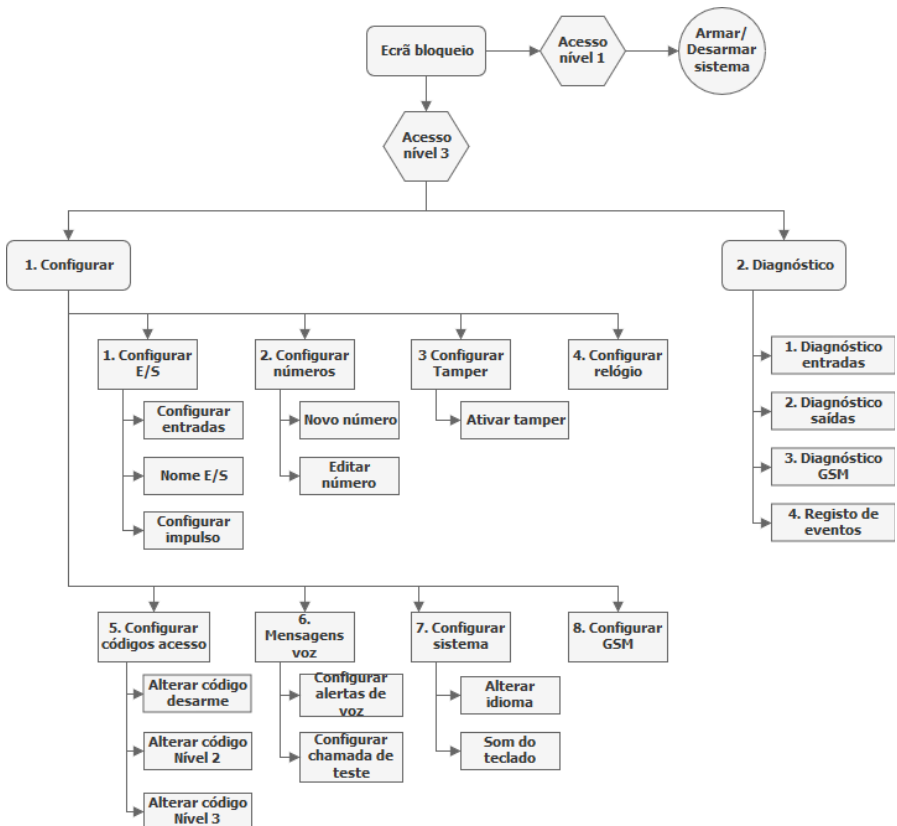 Ecrã bloqueio
Acesso
nível 1
Armar/
Desarmar
sistema
Acesso
nível 3
1. Configurar
2. Diagnóstico
1. Configurar
E/S
2. Configurar
números
3 Configurar
Tamper
4. Configurar
relógio
Configurar
entradas
Nome E/S
Configurar
impulso
Novo número
Editar
número
Ativar tamper
1. Diagnóstico
entradas
2. Diagnóstico
saídas
3. Diagnóstico
GSM
4. Registo de
eventos
5. Configurar
códigos acesso
6.
Mensagens
voz
7. Configurar
sistema
8. Configurar
GSM
Alterar código
desarme
Alterar código
Nível 2
Alterar código
Nível 3
Configurar
alertas de
voz
Configurar
chamada de
teste
Alterar
idioma
Som do
teclado